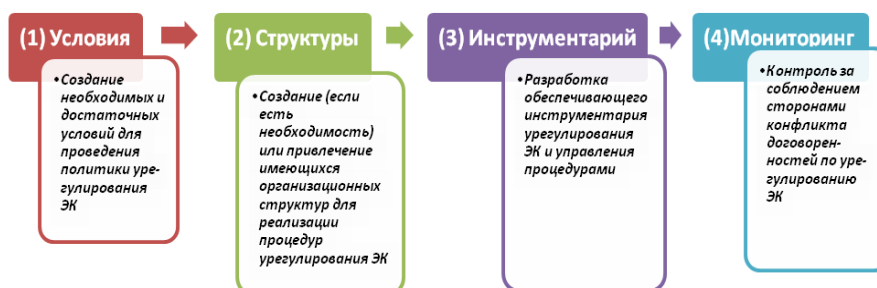 (1) Условия
•Создание
необходимых и
достаточных
условий для
проведения
политики уре-
гулирования
ЭК
(2) Структуры
•Создание (если
есть
необходимость)
или привлечение
имеющихся
организационных
структур для
реализации
процедур
урегулирования ЭК
(3) Инструментарий
•Разработка
обеспечивающего
инструментария
урегулирования
ЭК и управления
процедурами
(4)Мониторинг
•Контроль за
соблюдением
сторонами
конфликта
договорен-
ностей по уре-
гулированию
ЭК